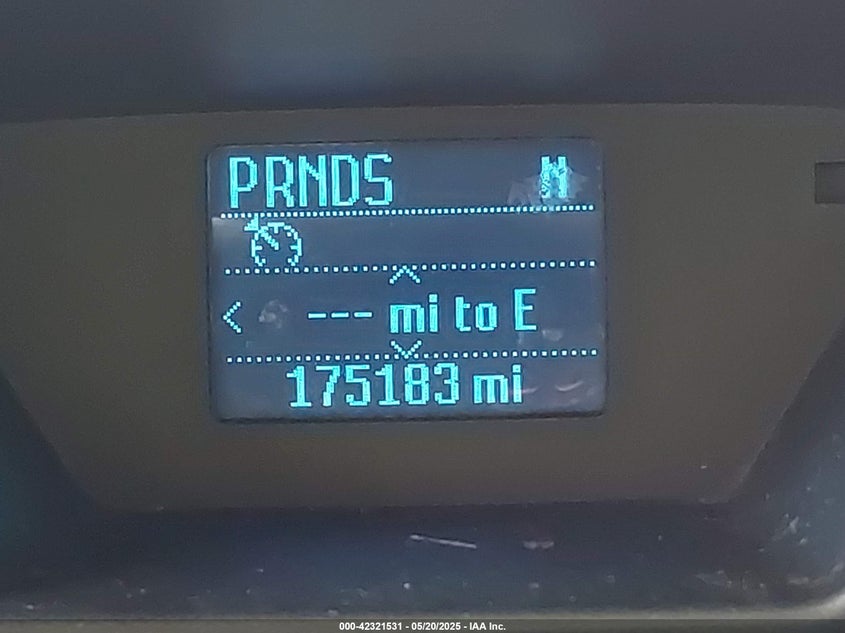 PRNDS
--- mi to E
175183 mi
000-42321531 - 05/20/2025 - IAA Inc.